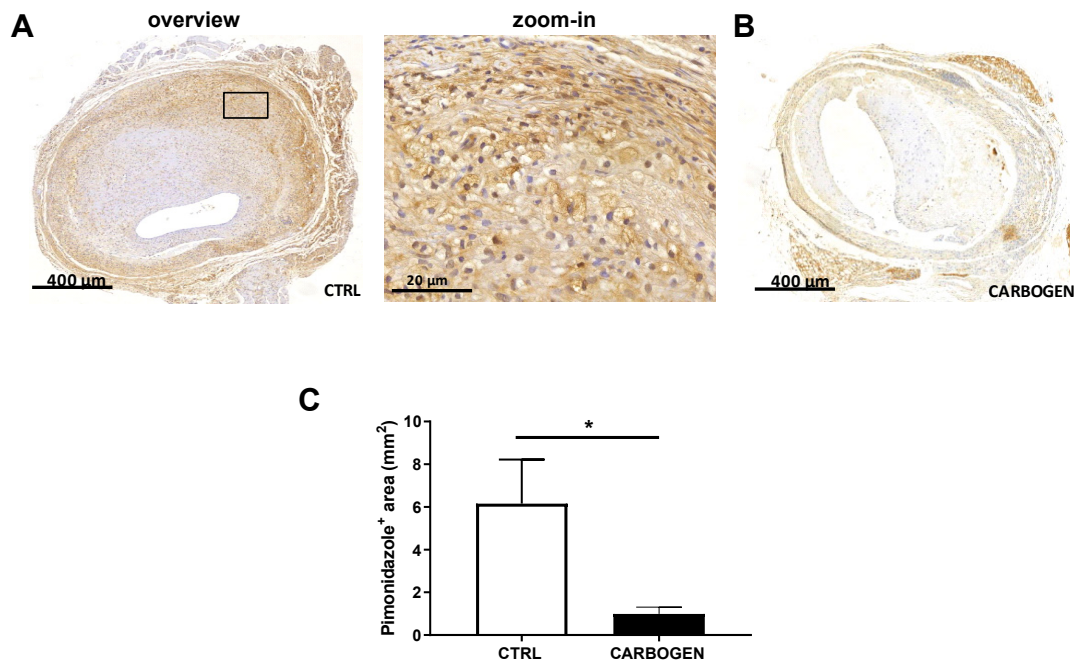 A
overview
zoom-in
B
400 µm
CTRL
20 µm
400 µm
CARBOGEN
C
Pimonidazole⁺ area (mm²)
10
8
6
4
2
0
*
CTRL
CARBOGEN